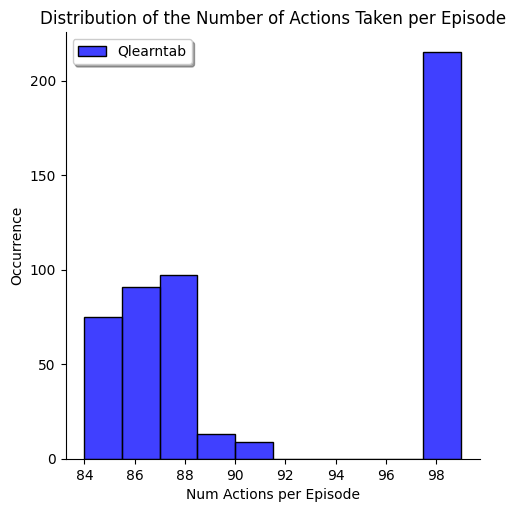 Distribution of the Number of Actions Taken per Episode
Qlearntab
200
150
100
50
0
Occurrence
84 86 88 90 92 94 96 98
Num Actions per Episode